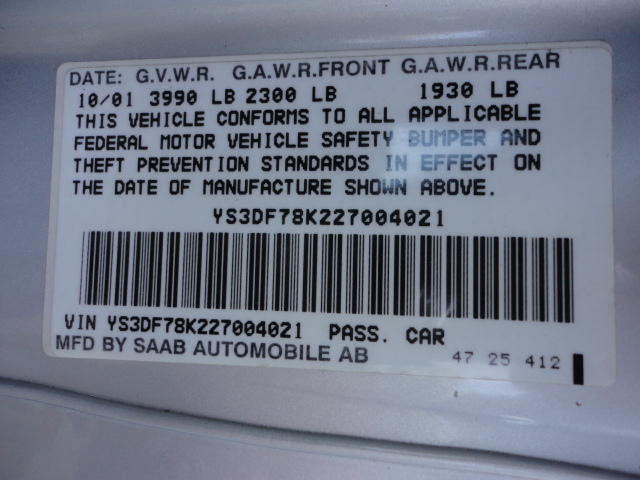 DATE: G.V.W.R. G.A.W.R.FRONT G.A.W.R.REAR
10/01 3990 LB 2300 LB 1930 LB
THIS VEHICLE CONFORMS TO ALL APPLICABLE
FEDERAL MOTOR VEHICLE SAFETY BUMPER AND
THEFT PREVENTION STANDARDS IN EFFECT ON
THE DATE OF MANUFACTURE SHOWN ABOVE.
YS3DF78K227004021
VIN YS3DF78K227004021 PASS. CAR
MFD BY SAAB AUTOMOBILE AB 47 25 412